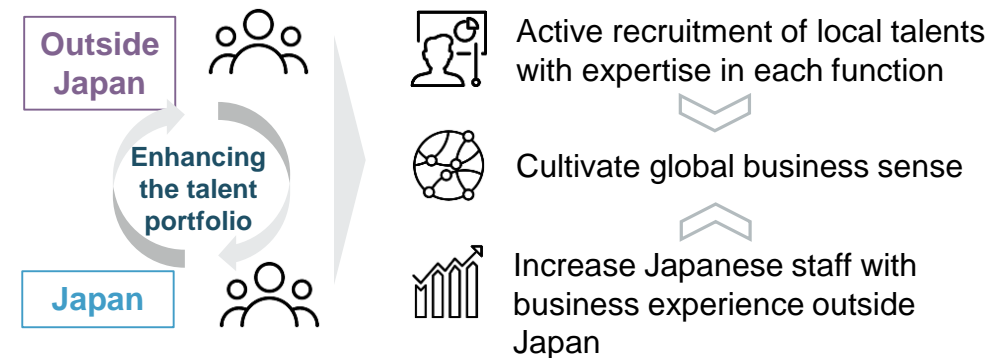 Outside
Japan
Enhancing
the talent
portfolio
Japan
Active recruitment of local talents
with expertise in each function
Cultivate global business sense
Increase Japanese staff with
business experience outside
Japan